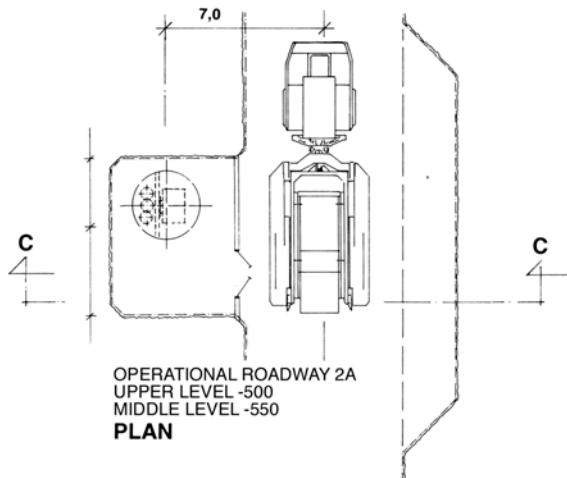 7,0
C
C
OPERATIONAL ROADWAY 2A
UPPER LEVEL -500
MIDDLE LEVEL -550
PLAN